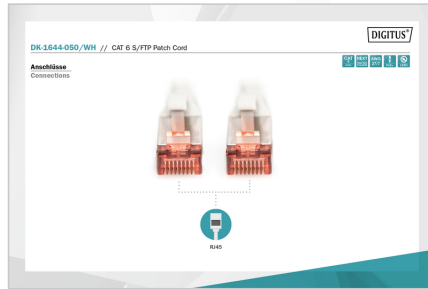 DIGITUS®
DK-1644-050/WH // CAT 6 S/FTP Patch Cord
Anschlüsse
Connections
RJ45